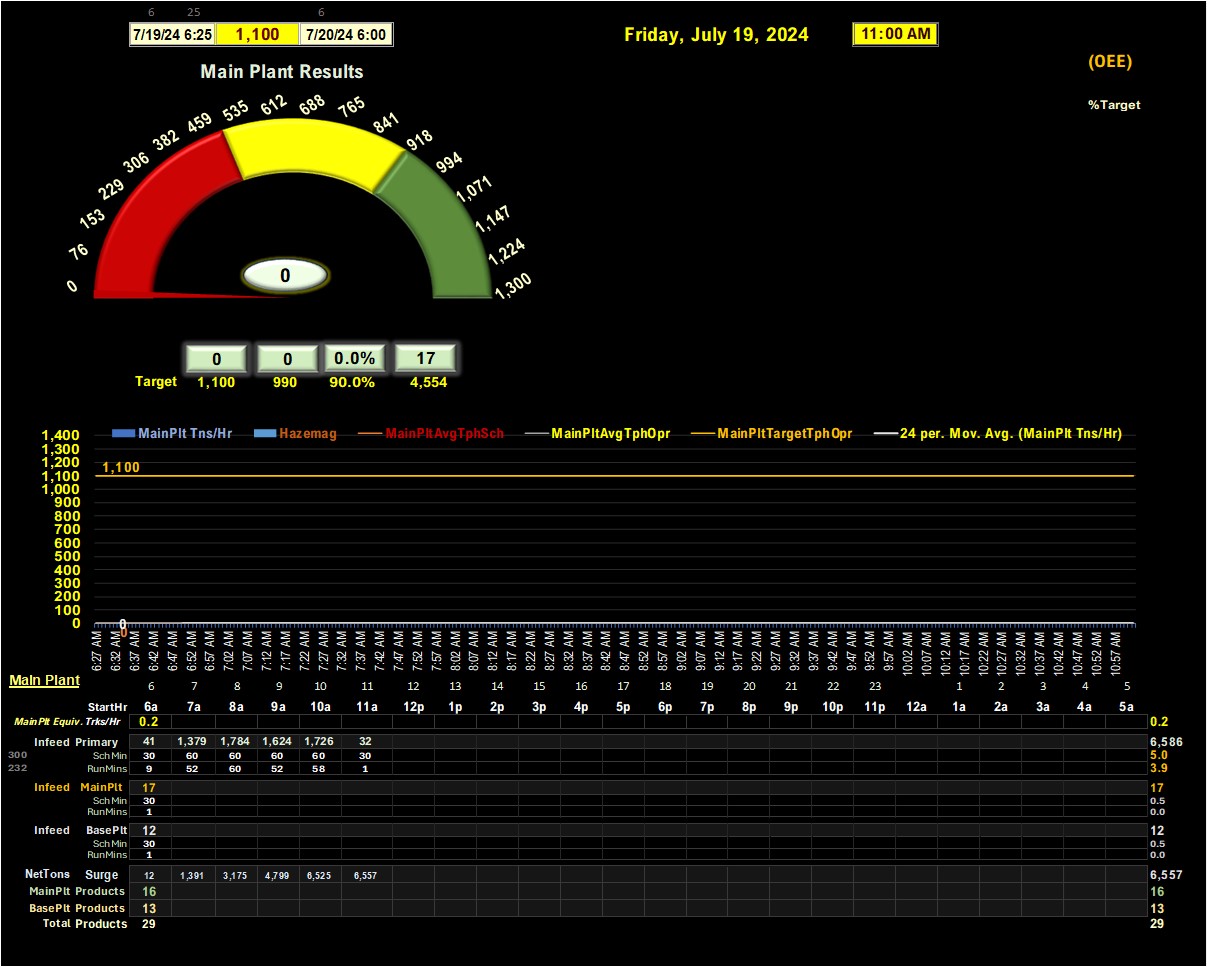 6 25 6
7/19/24 6:25 1,100 7/20/24 6:00 Friday, July 19, 2024 11:00 AM
(OEE)
Main Plant Results
%Target
0 76 153 229 306 382 459 535 612 688 765 841 918 994 1,071 1,147 1,224 1,300
0
0 0 0.0% 17
Target 1,100 990 90.0% 4,554
MainPlt Tns/Hr Hazemag MainPltAvgTphSch MainPltAvgTphOpr MainPltTargetTphOpr 24 per. Mov. Avg. (MainPlt Tns/Hr)
1,400
1,300
1,200
1,100
1,000
900
800
700
600
500
400
300
200
100
0
1,100
0
0
6:27 AM 6:32 AM 6:37 AM 6:42 AM 6:47 AM 6:52 AM 6:57 AM 7:02 AM 7:07 AM 7:12 AM 7:17 AM 7:22 AM 7:27 AM 7:32 AM 7:37 AM 7:42 AM 7:47 AM 7:52 AM 7:57 AM 8:02 AM 8:07 AM 8:12 AM 8:17 AM 8:22 AM 8:27 AM 8:32 AM 8:37 AM 8:42 AM 8:47 AM 8:52 AM 8:57 AM 9:02 AM 9:07 AM 9:12 AM 9:17 AM 9:22 AM 9:27 AM 9:32 AM 9:37 AM 9:42 AM 9:47 AM 9:52 AM 9:57 AM 10:02 AM 10:07 AM 10:12 AM 10:17 AM 10:22 AM 10:27 AM 10:32 AM 10:37 AM 10:42 AM 10:47 AM 10:52 AM 10:57 AM
Main Plant
6 7 8 9 10 11 12 13 14 15 16 17 18 19 20 21 22 23 1 2 3 4 5
StartHr 6a 7a 8a 9a 10a 11a 12p 1p 2p 3p 4p 5p 6p 7p 8p 9p 10p 11p 12a 1a 2a 3a 4a 5a
MainPlt Equiv. Trks/Hr 0.2 0.2
Infeed Primary 41 1,379 1,784 1,624 1,726 32 6,586
300 Sch Min 30 60 60 60 60 30 5.0
232 RunMins 9 52 60 52 58 1 3.9
Infeed MainPlt 17 17
Sch Min 30 0.5
RunMins 1 0.0
Infeed BasePlt 12 12
Sch Min 30 0.5
RunMins 1 0.0
NetTons Surge 12 1,391 3,175 4,799 6,525 6,557 6,557
MainPlt Products 16 16
BasePlt Products 13 13
Total Products 29 29